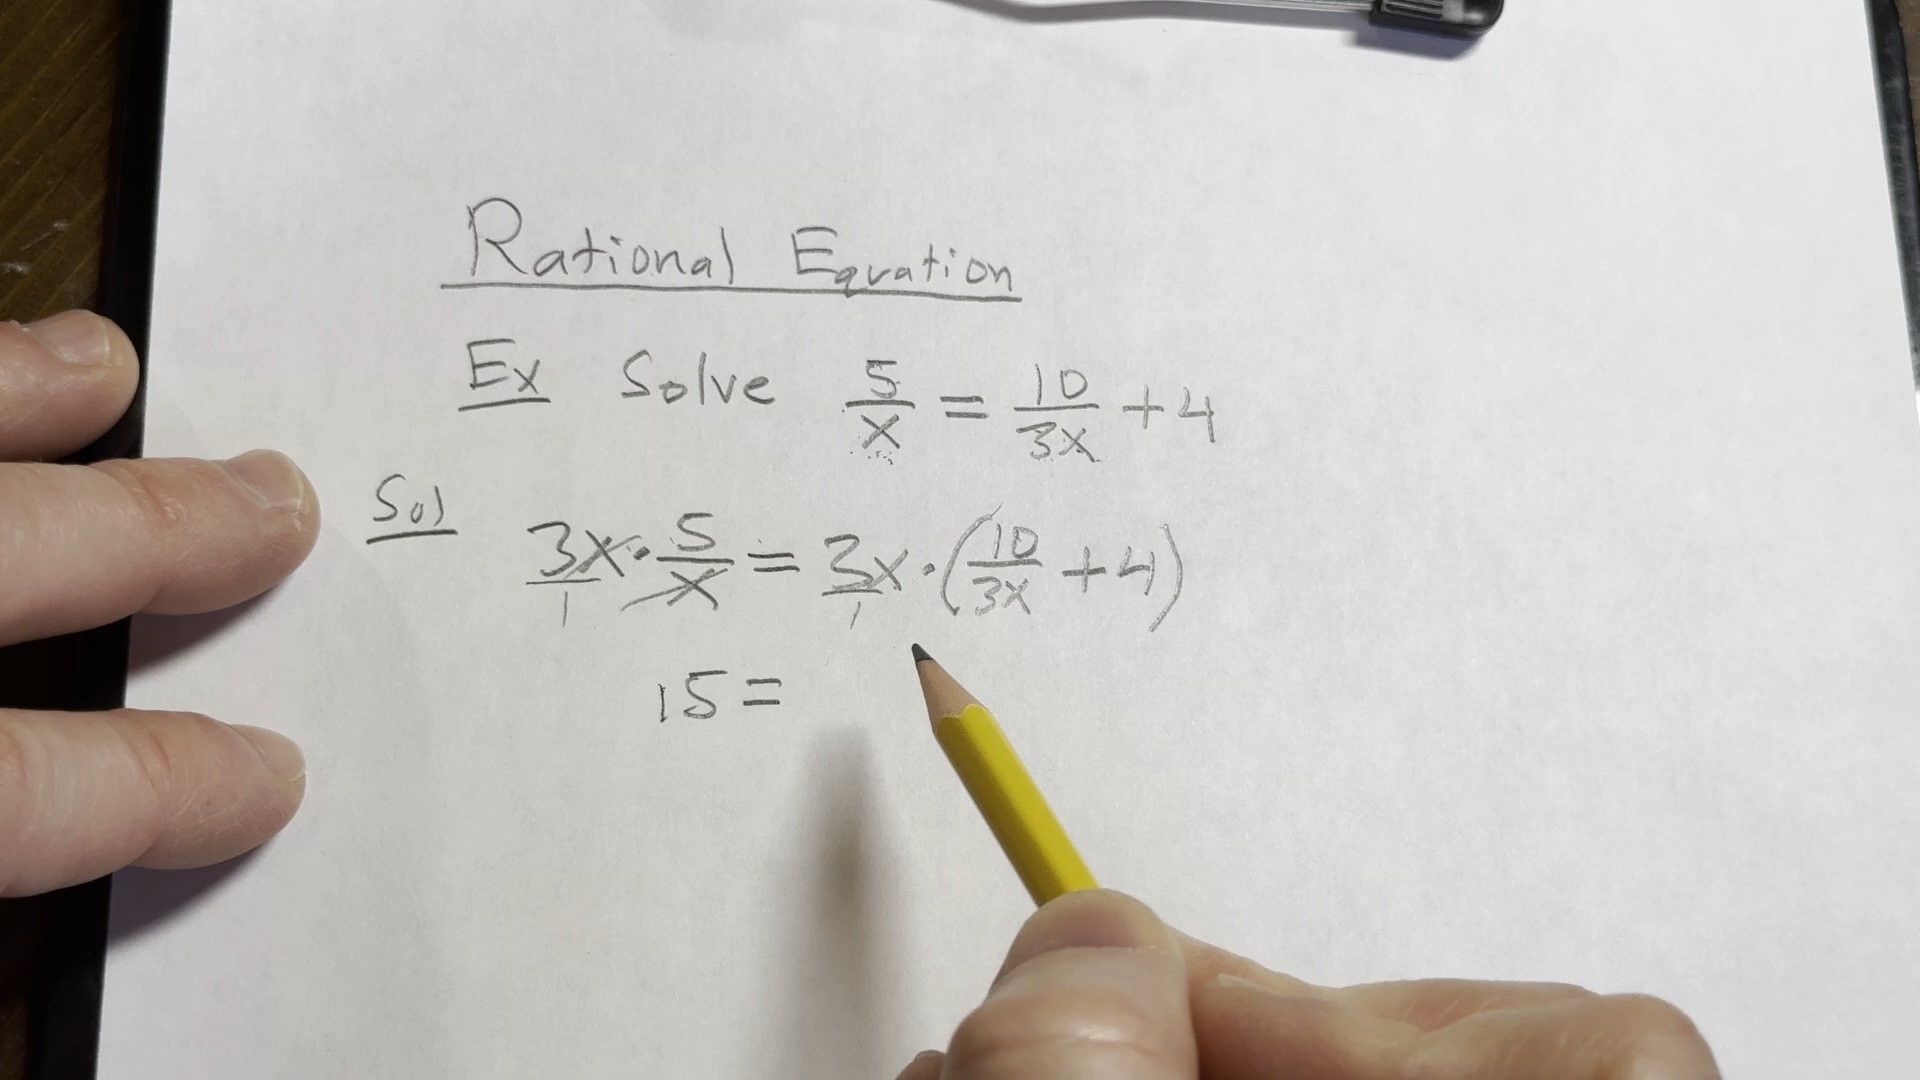 Rational Equation
Ex Solve 5/x = 10/3x + 4
Sol 3x/1 · 5/x = 3x/1 · (10/3x + 4)
15 =